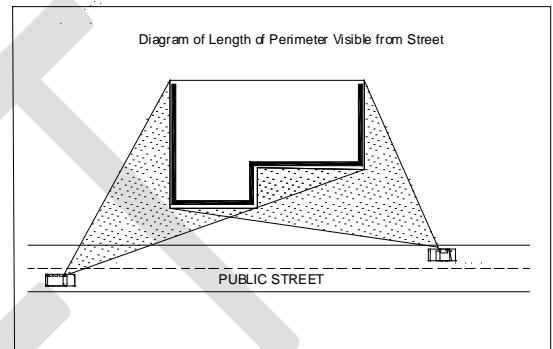 Diagram of Length of Perimeter Visible from Street
PUBLIC STREET